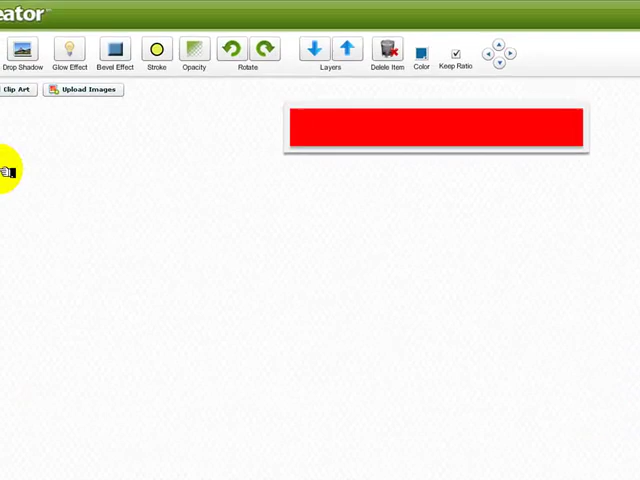 eator™
Drop Shadow Glow Effect Bevel Effect Stroke Opacity Rotate Layers Delete Item Color Keep Ratio
Clip Art Upload Images